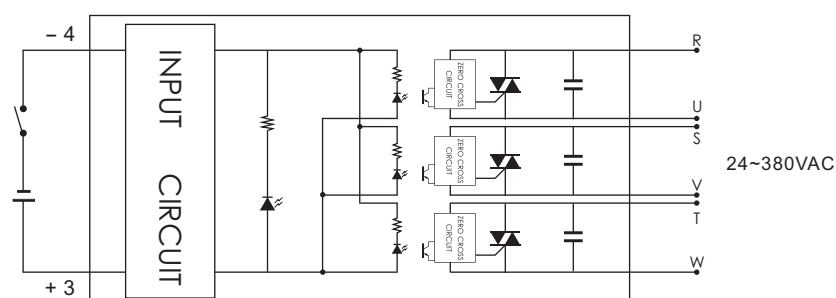 − 4
+ 3
INPUT CIRCUIT
ZERO CROSS
CIRCUIT
ZERO CROSS
CIRCUIT
ZERO CROSS
CIRCUIT
R
U
S
V
T
W
24~380VAC